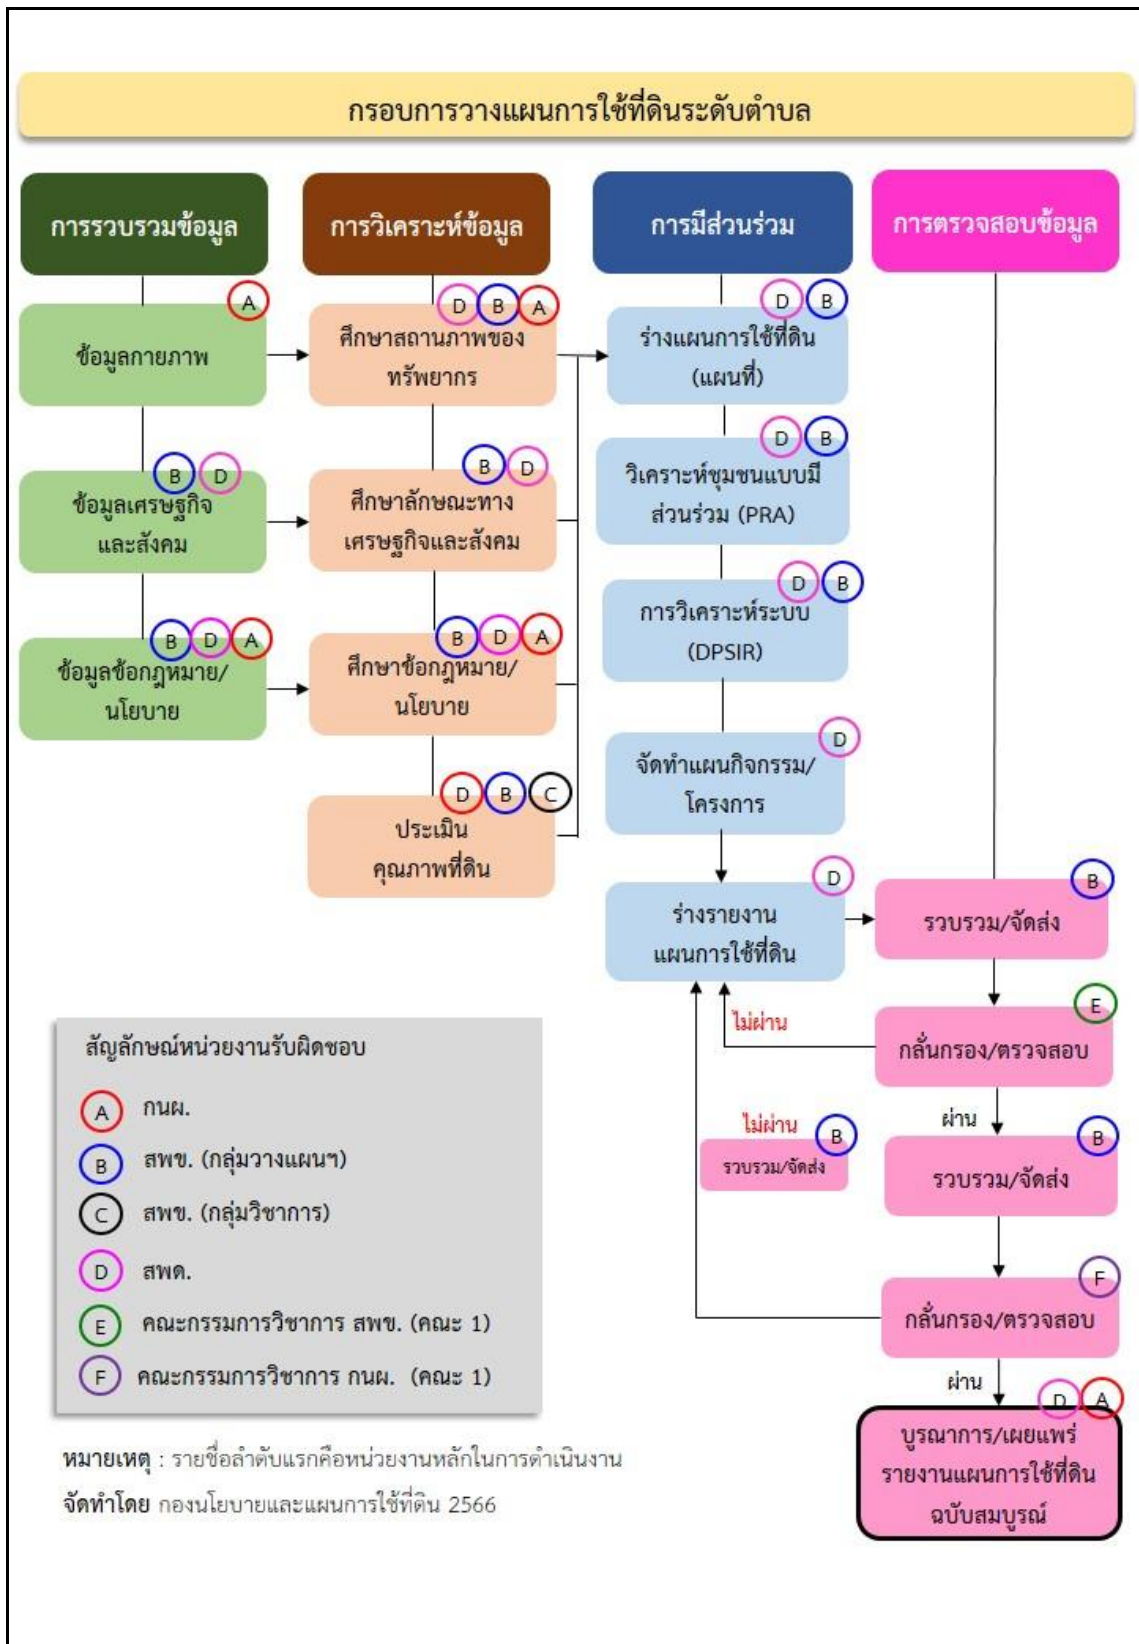 กรอบการวางแผนการใช้ที่ดินระดับตำบล
การรวบรวมข้อมูล
A
ข้อมูลกายภาพ
B D
ข้อมูลเศรษฐกิจ
และสังคม
B D A
ข้อมูลข้อกฎหมาย/
นโยบาย
การวิเคราะห์ข้อมูล
D B A
ศึกษาสถานภาพของ
ทรัพยากร
B D
ศึกษาลักษณะทาง
เศรษฐกิจและสังคม
B D A
ศึกษาข้อกฎหมาย/
นโยบาย
D B C
ประเมิน
คุณภาพที่ดิน
การมีส่วนร่วม
D B
ร่างแผนการใช้ที่ดิน
(แผนที่)
D B
วิเคราะห์ชุมชนแบบมี
ส่วนร่วม (PRA)
D B
การวิเคราะห์ระบบ
(DPSIR)
D
จัดทำแผนกิจกรรม/
โครงการ
D
ร่างรายงาน
แผนการใช้ที่ดิน
การตรวจสอบข้อมูล
B
รวบรวม/จัดส่ง
E
กลั่นกรอง/ตรวจสอบ
ไม่ผ่าน
ผ่าน
B
รวบรวม/จัดส่ง
ไม่ผ่าน
B
รวบรวม/จัดส่ง
F
กลั่นกรอง/ตรวจสอบ
ผ่าน
D A
บูรณาการ/เผยแพร่
รายงานแผนการใช้ที่ดิน
ฉบับสมบูรณ์
สัญลักษณ์หน่วยงานรับผิดชอบ
A กนผ.
B สพข. (กลุ่มวางแผนฯ)
C สพข. (กลุ่มวิชาการ)
D สพด.
E คณะกรรมการวิชาการ สพข. (คณะ 1)
F คณะกรรมการวิชาการ กนผ. (คณะ 1)
หมายเหตุ : รายชื่อลำดับแรกคือหน่วยงานหลักในการดำเนินงาน
จัดทำโดย กองนโยบายและแผนการใช้ที่ดิน 2566